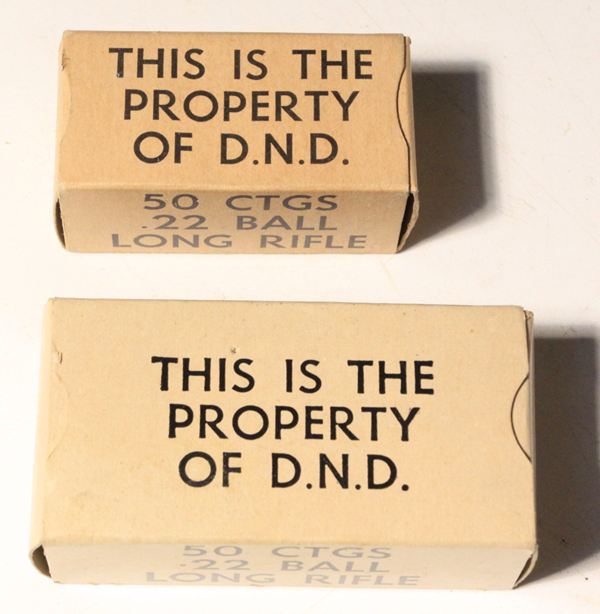 THIS IS THE
PROPERTY
OF D.N.D.
50 CTGS
.22 BALL
LONG RIFLE
THIS IS THE
PROPERTY
OF D.N.D.
50 CTGS
.22 BALL
LONG RIFLE